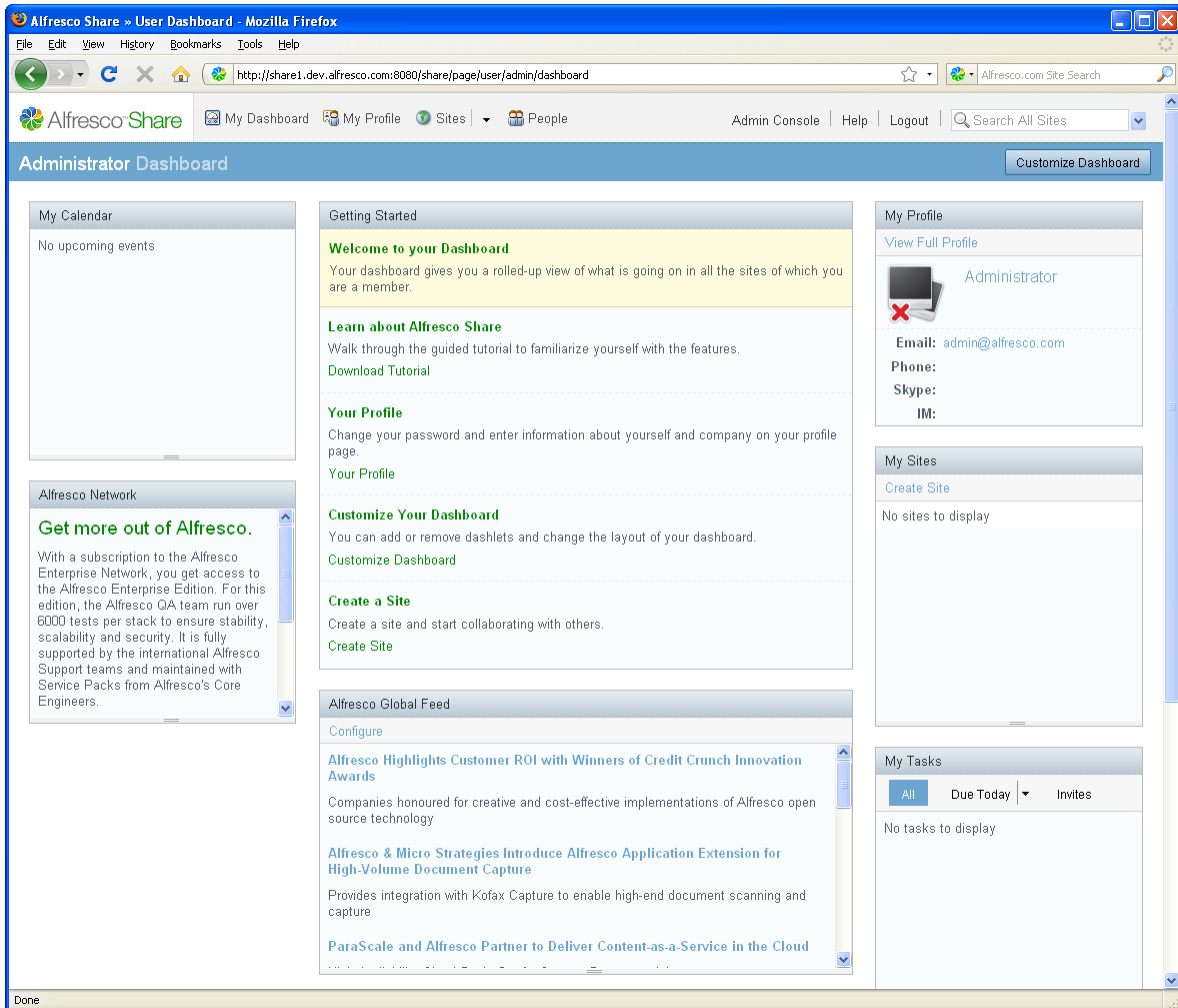 Alfresco Share » User Dashboard - Mozilla Firefox
File Edit View History Bookmarks Tools Help
http://share1.dev.alfresco.com:8080/share/page/user/admin/dashboard
Alfresco.com Site Search
Alfresco Share
My Dashboard My Profile Sites People
Admin Console Help Logout Search All Sites
Administrator Dashboard
Customize Dashboard
My Calendar
No upcoming events
Alfresco Network
Get more out of Alfresco.
With a subscription to the Alfresco
Enterprise Network, you get access to
the Alfresco Enterprise Edition. For this
edition, the Alfresco QA team run over
6000 tests per stack to ensure stability,
scalability and security. It is fully
supported by the international Alfresco
Support teams and maintained with
Service Packs from Alfresco's Core
Engineers.
Getting Started
Welcome to your Dashboard
Your dashboard gives you a rolled-up view of what is going on in all the sites of which you
are a member.
Learn about Alfresco Share
Walk through the guided tutorial to familiarize yourself with the features.
Download Tutorial
Your Profile
Change your password and enter information about yourself and company on your profile
page.
Your Profile
Customize Your Dashboard
You can add or remove dashlets and change the layout of your dashboard.
Customize Dashboard
Create a Site
Create a site and start collaborating with others.
Create Site
Alfresco Global Feed
Configure
Alfresco Highlights Customer ROI with Winners of Credit Crunch Innovation
Awards
Companies honoured for creative and cost-effective implementations of Alfresco open
source technology
Alfresco & Micro Strategies Introduce Alfresco Application Extension for
High-Volume Document Capture
Provides integration with Kofax Capture to enable high-end document scanning and
capture
ParaScale and Alfresco Partner to Deliver Content-as-a-Service in the Cloud
My Profile
View Full Profile
Administrator
Email: admin@alfresco.com
Phone:
Skype:
IM:
My Sites
Create Site
No sites to display
My Tasks
All Due Today Invites
No tasks to display
Done